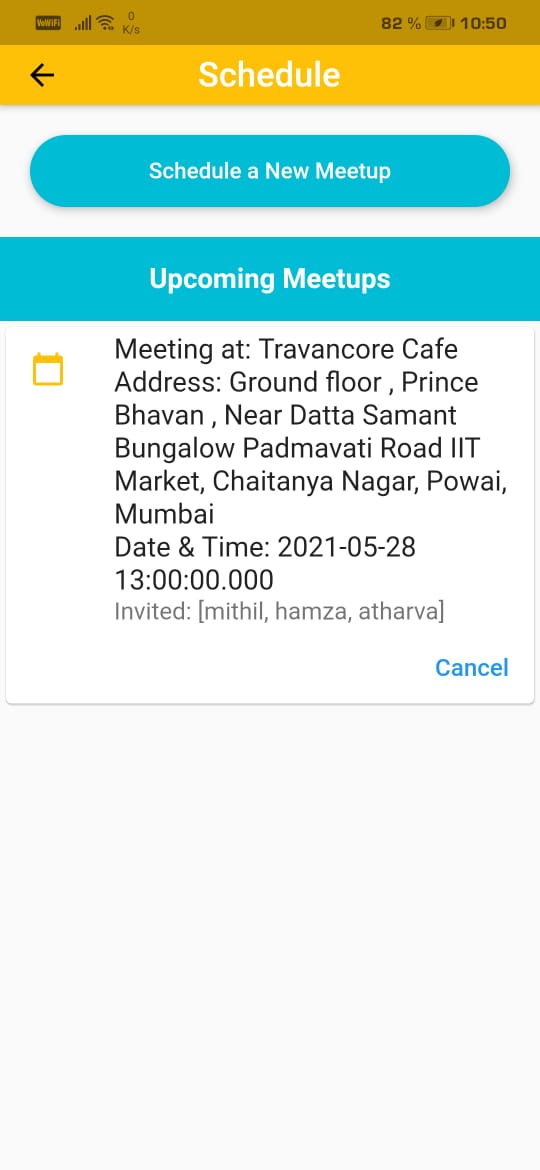 VoWiFi 0 K/s 82 % 10:50
Schedule
Schedule a New Meetup
Upcoming Meetups
Meeting at: Travancore Cafe
Address: Ground floor , Prince
Bhavan , Near Datta Samant
Bungalow Padmavati Road IIT
Market, Chaitanya Nagar, Powai,
Mumbai
Date & Time: 2021-05-28
13:00:00.000
Invited: [mithil, hamza, atharva]
Cancel